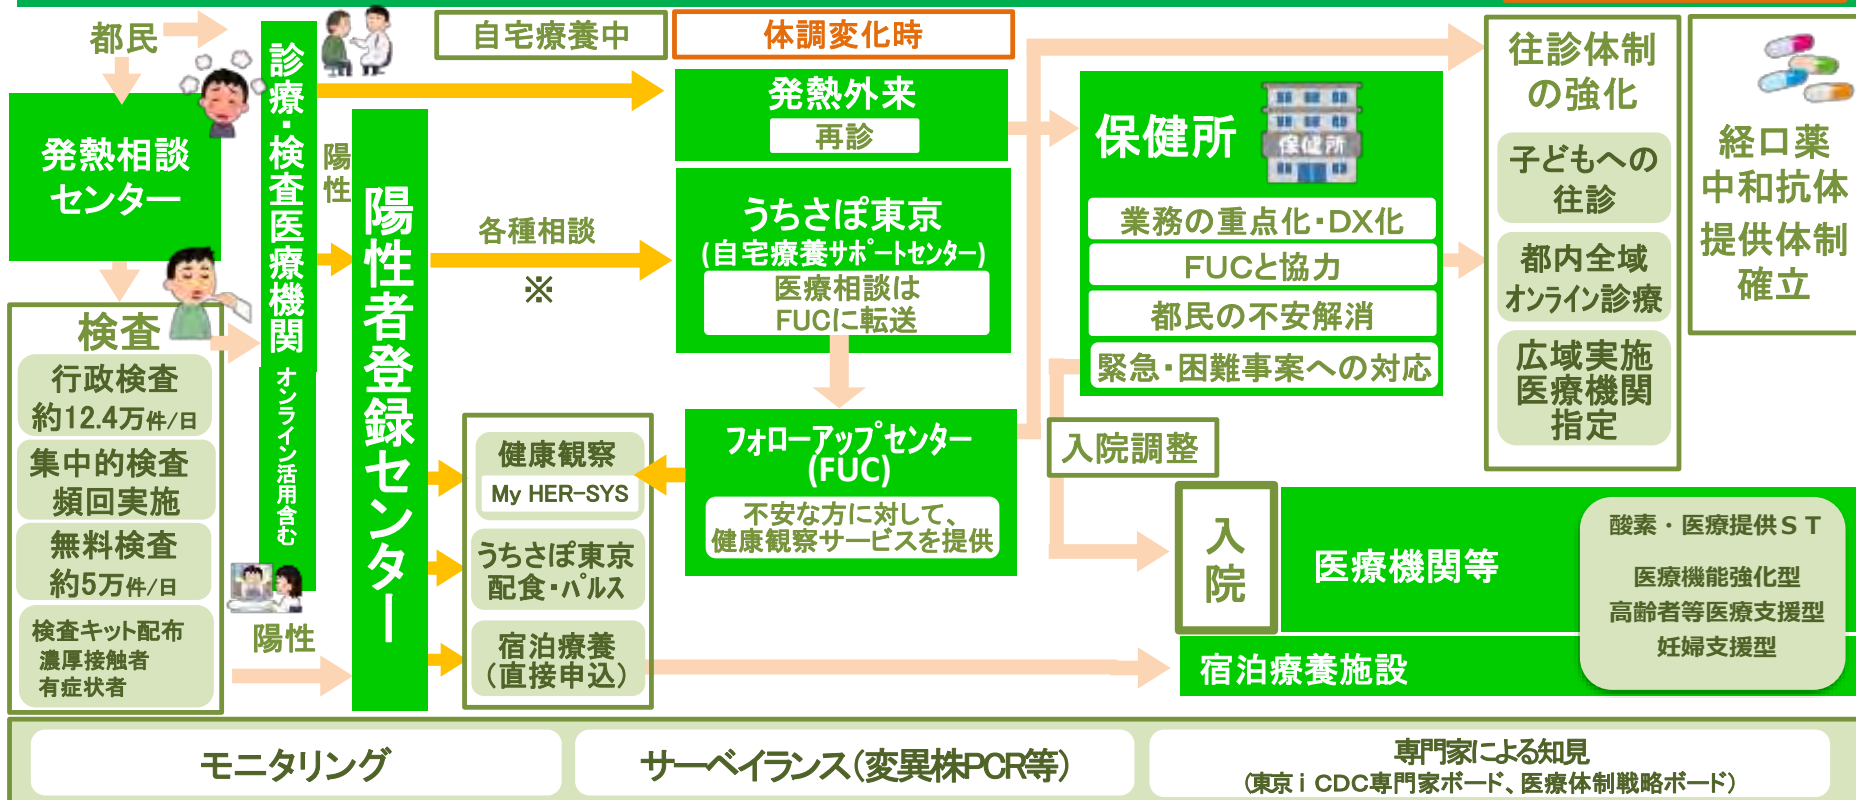 都民
発熱相談
センター
検査
行政検査
約12.4万件/日
集中的検査
頻回実施
無料検査
約5万件/日
検査キット配布
濃厚接触者
有症状者
診療・検査医療機関
オンライン活用含む
陽性
陽性
陽性者登録センター
自宅療養中
体調変化時
各種相談
※
健康観察
My HER-SYS
うちさぽ東京
配食・パルス
宿泊療養
(直接申込)
発熱外来
再診
うちさぽ東京
(自宅療養サポートセンター)
医療相談は
FUCに転送
フォローアップセンター
(FUC)
不安な方に対して、
健康観察サービスを提供
保健所
保健所
業務の重点化・DX化
FUCと協力
都民の不安解消
緊急・困難事案への対応
入院調整
往診体制
の強化
子どもへの
往診
都内全域
オンライン診療
広域実施
医療機関
指定
経口薬
中和抗体
提供体制
確立
入院
医療機関等
酸素・医療提供ST
医療機能強化型
高齢者等医療支援型
妊婦支援型
宿泊療養施設
モニタリング
サーベイランス(変異株PCR等)
専門家による知見
(東京iCDC専門家ボード、医療体制戦略ボード)